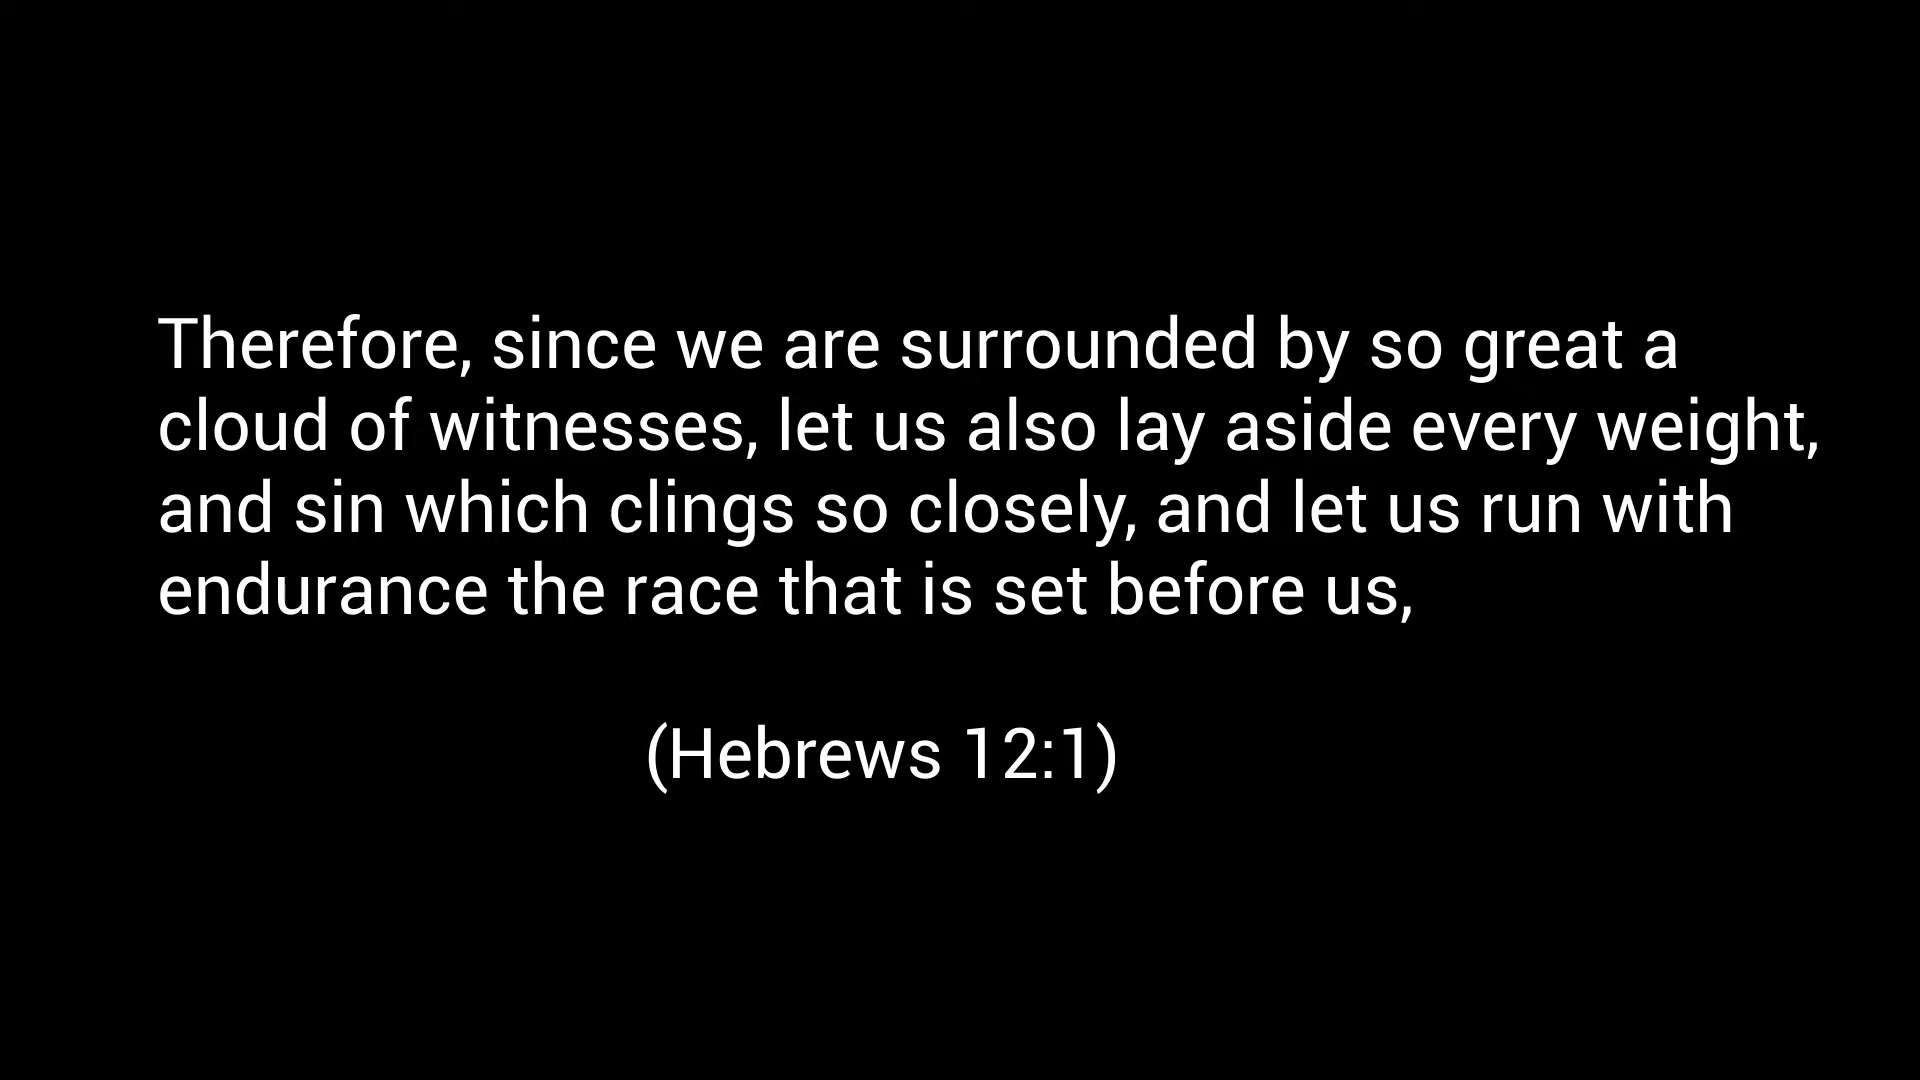 Therefore, since we are surrounded by so great a
cloud of witnesses, let us also lay aside every weight,
and sin which clings so closely, and let us run with
endurance the race that is set before us,
(Hebrews 12:1)